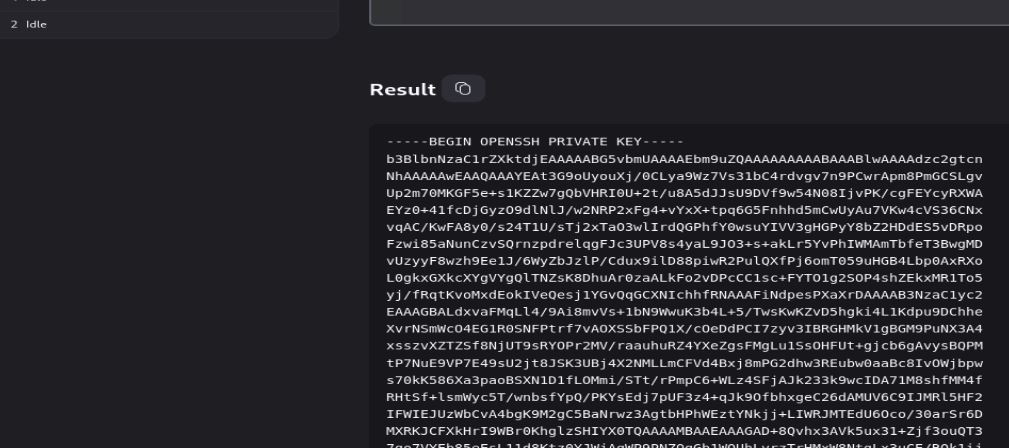 2 Idle
Result
-----BEGIN OPENSSH PRIVATE KEY-----
b3BlbnNzaC1rZXktdjEAAAAABG5vbmUAAAAEbm9uZQAAAAAAAAABAAABlwAAAAdzc2gtcn
NhAAAAAwEAAQAAAYEAt3G9oUyouXj/0CLya9Wz7Vs31bC4rdvgv7n9PCwrApm8PmGCSLgv
Up2m70MKGF5e+s1KZZw7gQbVHRI0U+2t/u8A5dJJsU9DVf9w54N08IjvPK/cgFEYcyRXWA
EYz0+41fcDjGyzO9dlNlJ/w2NRP2xFg4+vYxX+tpq6G5Fnhhd5mCwUyAu7VKw4cVS36CNx
vqAC/KwFA8y0/s24T1U/sTj2xTaO3wlIrdQGPhfY0wsuYIVV3gHGPyY8bZ2HDdES5vDRpo
Fzwi85aNunCzvSQrnzpdrelqgFJc3UPV8s4yaL9JO3+s+akLr5YvPhIWMAmTbfeT3BwgMD
vUzyyF8wzh9Ee1J/6WyZbJzlP/Cdux9ilD88piwR2PulQXfPj6omT059uHGB4Lbp0AxRXo
L0gkxGXkcXYgVYgQlTNZsK8DhuAr0zaALkFo2vDPcCC1sc+FYTO1g2SOP4shZEkxMR1To5
yj/fRqtKvoMxdEokIVeQesj1YGvQqGCXNIchhfRNAAAFiNdpesPXaXrDAAAAB3NzaC1yc2
EAAAGBALdxvaFMqLl4/9Ai8mvVs+1bN9WwuK3b4L+5/TwsKwKZvD5hgki4L1Kdpu9DChhe
XvrNSmWcO4EG1R0SNFPtrf7vAOXSSbFPQ1X/cOeDdPCI7zyv3IBRGHMkV1gBGM9PuNX3A4
xsszvXZTZSf8NjUT9sRYOPr2MV/raauhuRZ4YXeZgsFMgLu1SsOHFUt+gjcb6gAvysBQPM
tP7NuE9VP7E49sU2jt8JSK3UBj4X2NMLLmCFVd4Bxj8mPG2dhw3REubw0aaBc8IvOWjbpw
s70kK586Xa3paoBSXN1D1fLOMmi/STt/rPmpC6+WLz4SFjAJk233k9wcIDA71M8shfMM4f
RHtSf+lsmWyc5T/wnbsfYpQ/PKYsEdj7pUF3z4+qJk9OfbhxgeC26dAMUV6C9IJMRl5HF2
IFWIEJUzWbCvA4bgK9M2gC5BaNrwz3AgtbHPhWEztYNkjj+LIWRJMTEdU6Oco/30arSr6D
MXRKJCFXkHrI9WBr0KhglzSHIYX0TQAAAAMBAAEAAAGAD+8Qvhx3AVk5ux31+Zjf3ouQT3